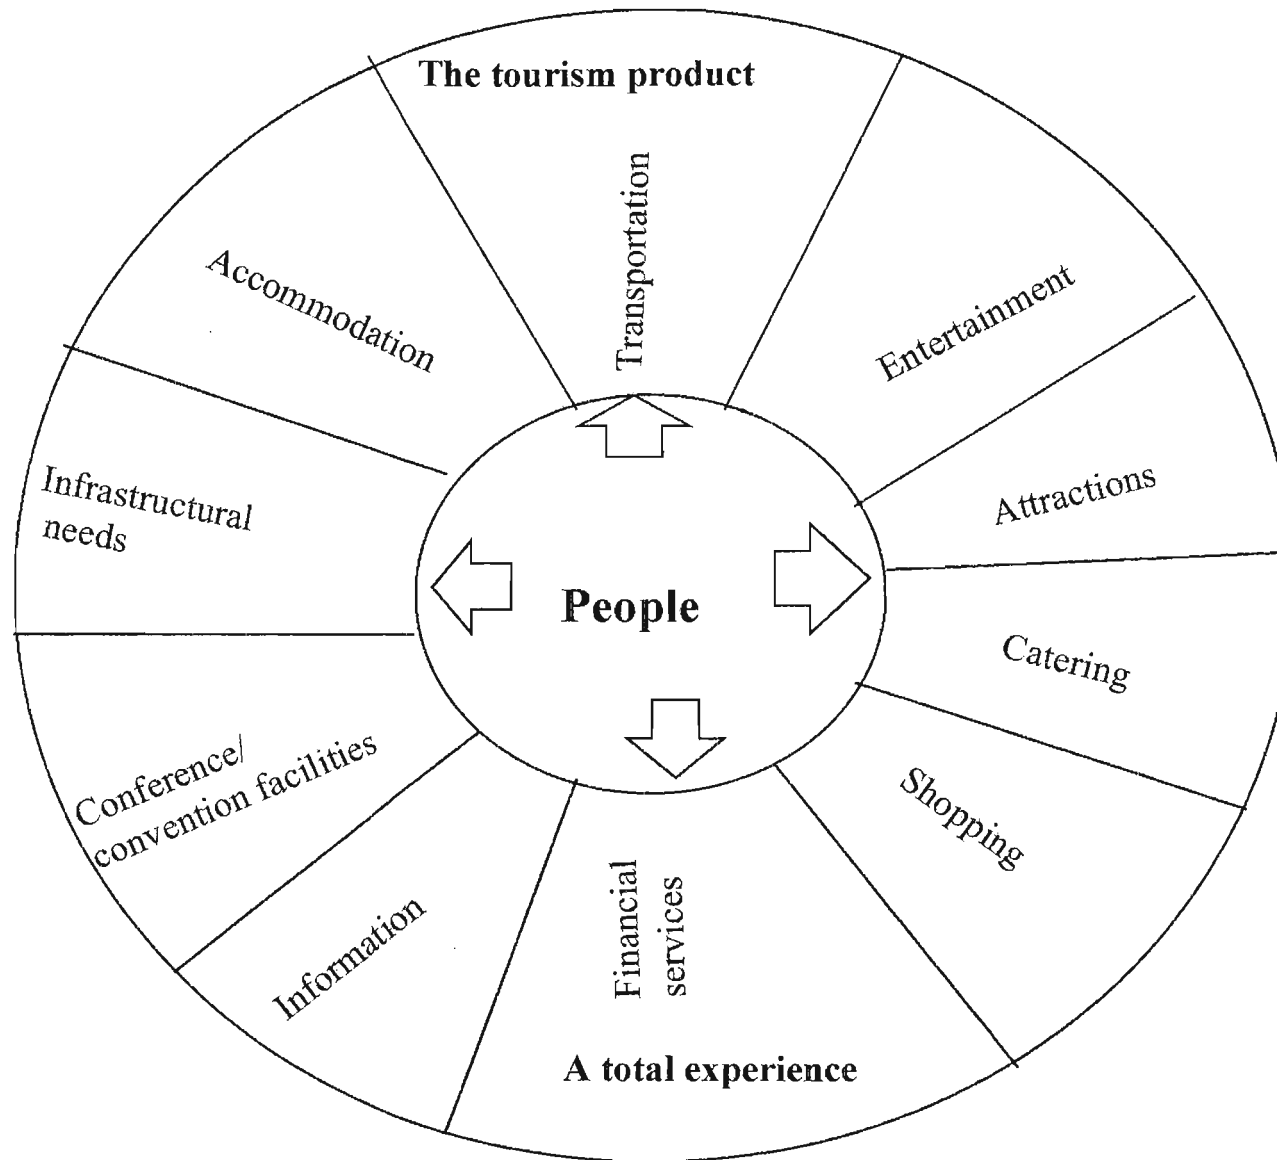 The tourism product
Transportation
Entertainment
Accommodation
Attractions
Infrastructural
needs
People
Catering
Conference/
convention facilities
Shopping
Information
Financial
services
A total experience